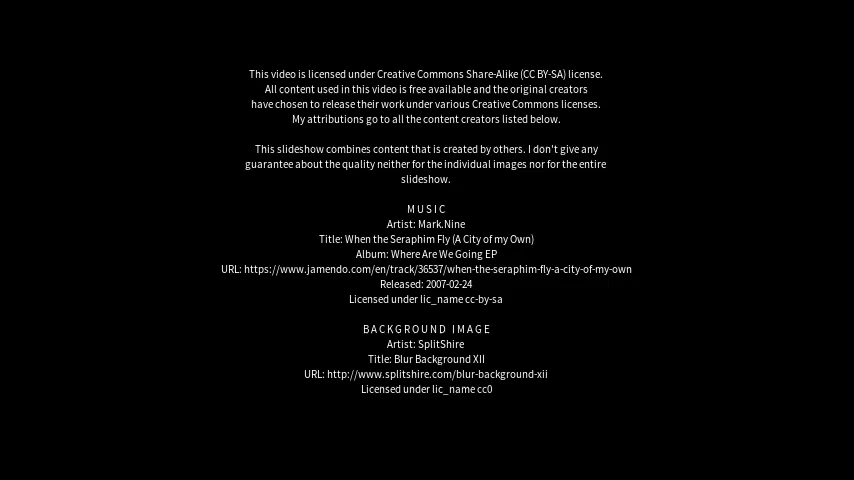 This video is licensed under Creative Commons Share-Alike (CC BY-SA) license.
All content used in this video is free available and the original creators
have chosen to release their work under various Creative Commons licenses.
My attributions go to all the content creators listed below.
This slideshow combines content that is created by others. I don't give any
guarantee about the quality neither for the individual images nor for the entire
slideshow.
MUSIC
Artist: Mark.Nine
Title: When the Seraphim Fly (A City of my Own)
Album: Where Are We Going EP
URL: https://www.jamendo.com/en/track/36537/when-the-seraphim-fly-a-city-of-my-own
Released: 2007-02-24
Licensed under lic_name cc-by-sa
BACKGROUND IMAGE
Artist: SplitShire
Title: Blur Background XII
URL: http://www.splitshire.com/blur-background-xii
Licensed under lic_name cc0